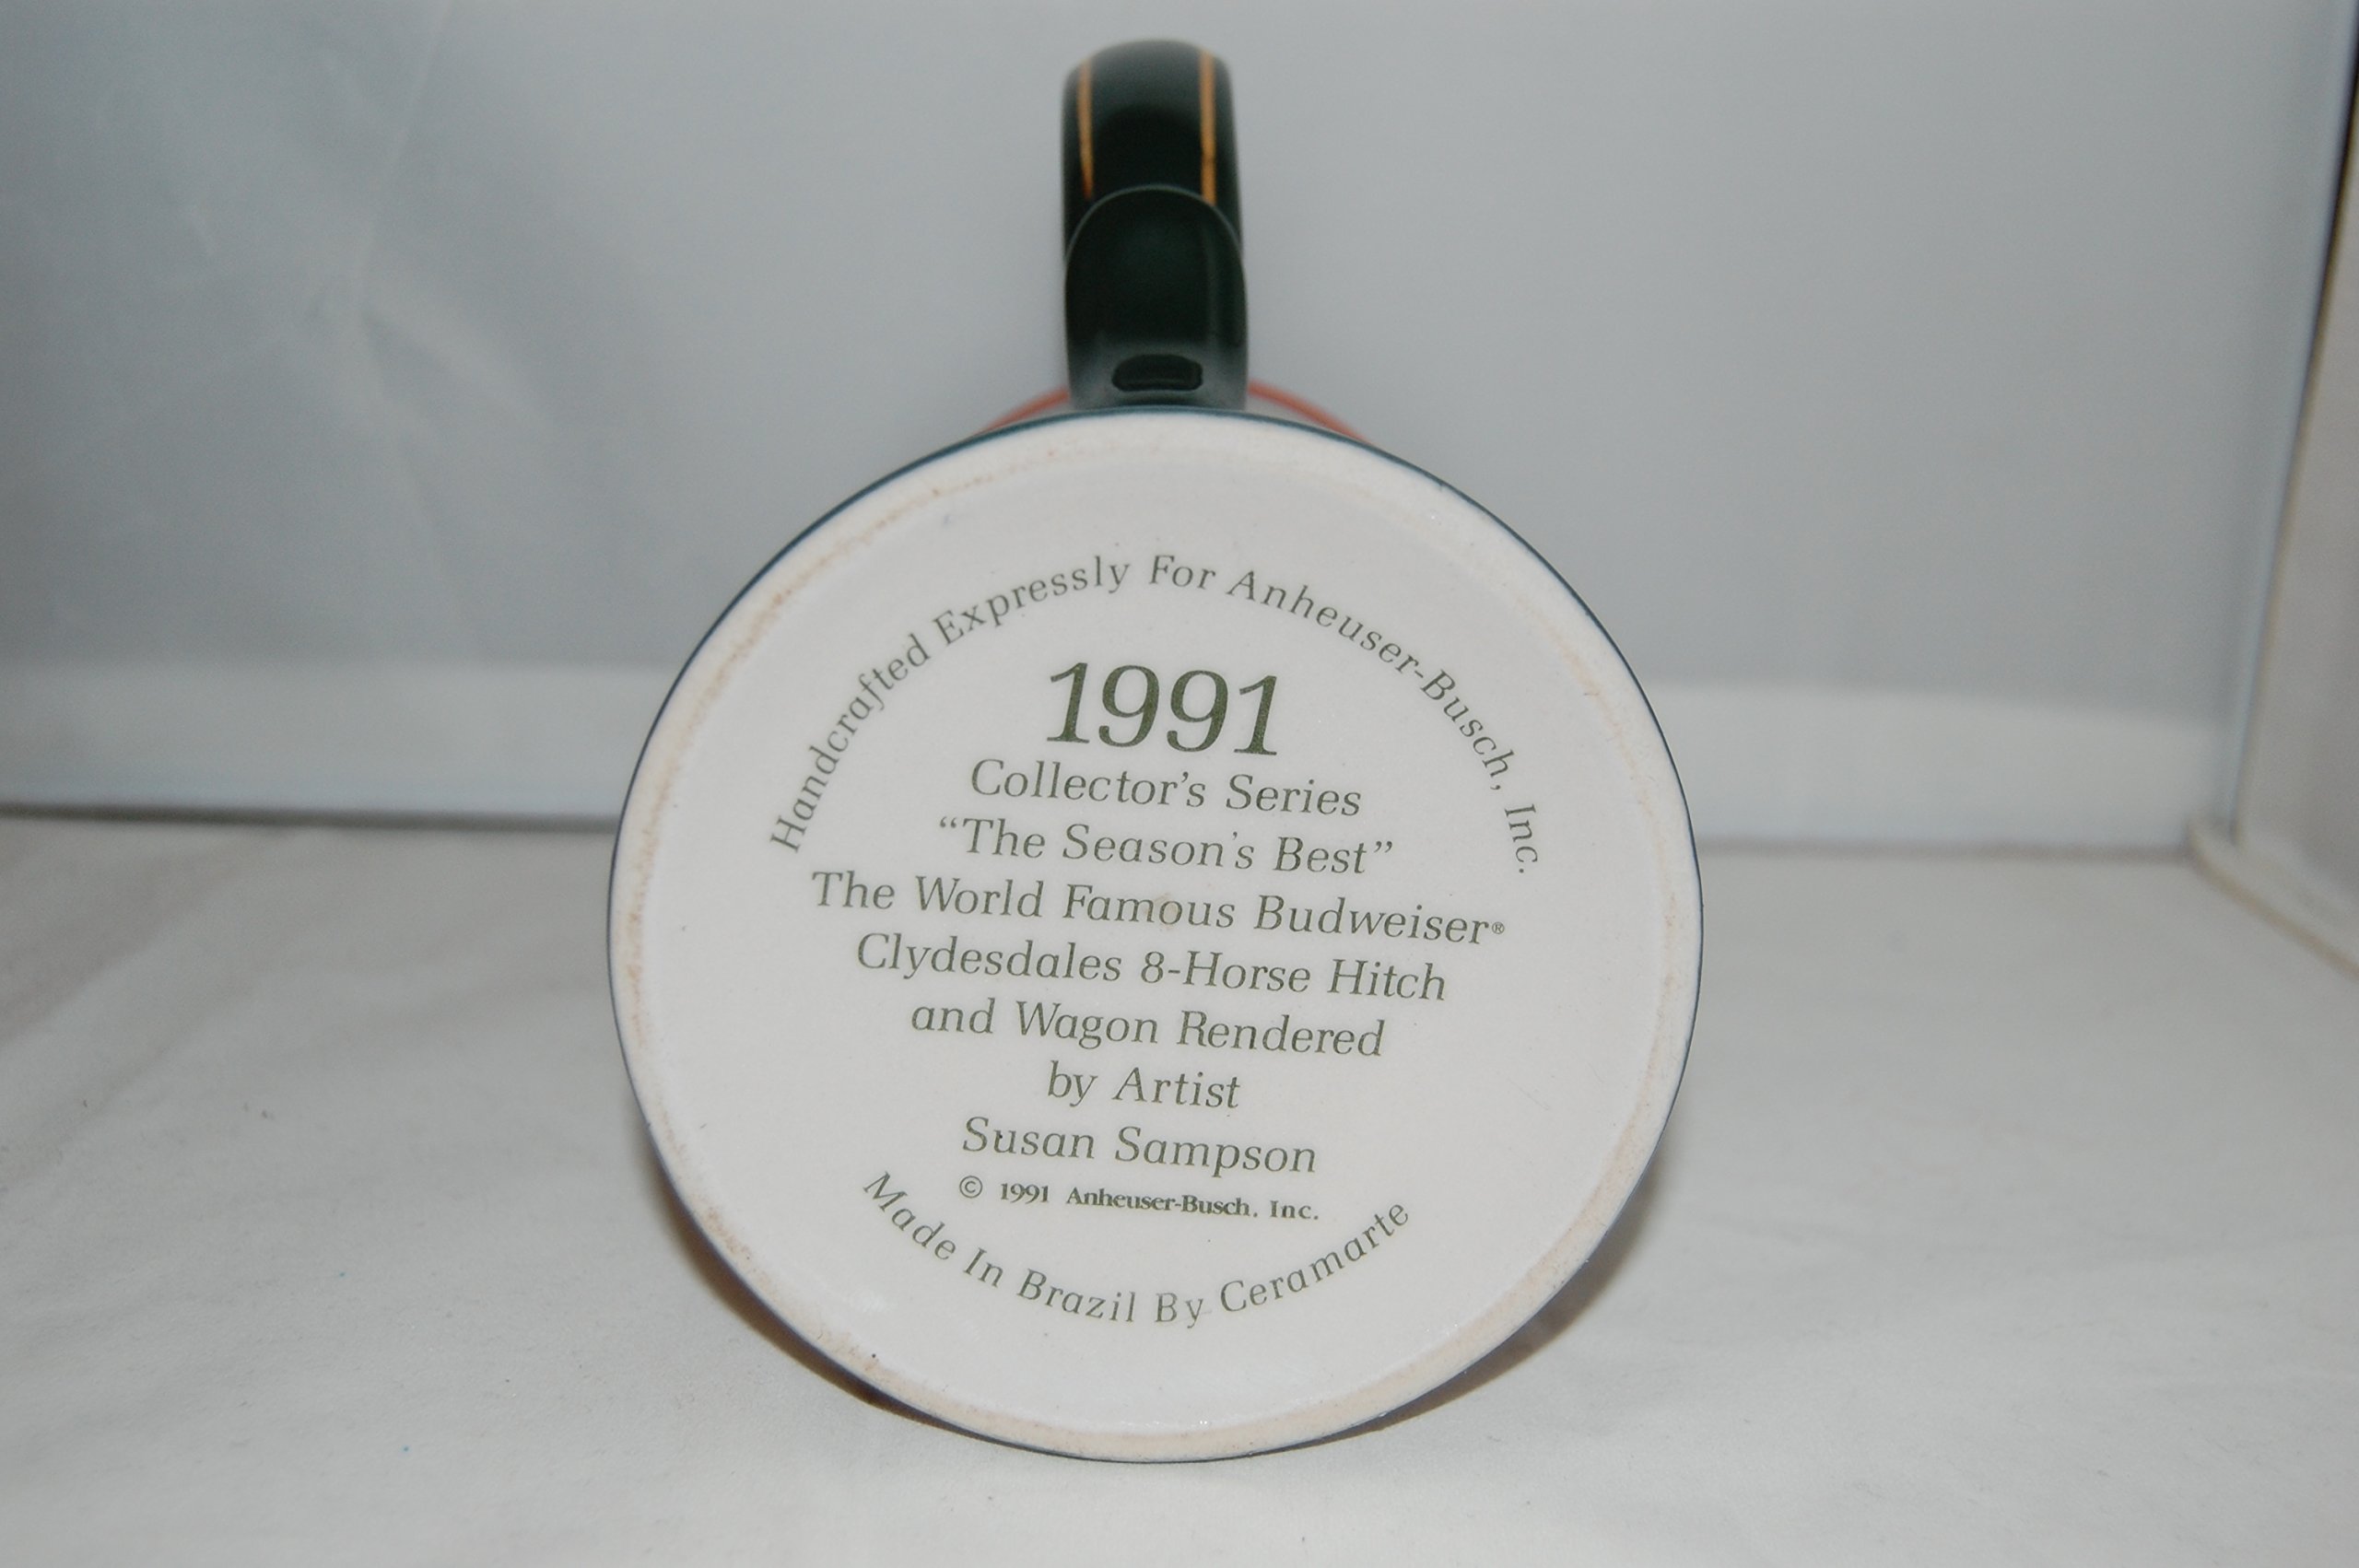 Handcrafted Expressly For Anheuser-Busch, Inc.
1991
Collector's Series
“The Season's Best”
The World Famous Budweiser®
Clydesdales 8-Horse Hitch
and Wagon Rendered
by Artist
Susan Sampson
© 1991 Anheuser-Busch, Inc.
Made In Brazil By Ceramarte